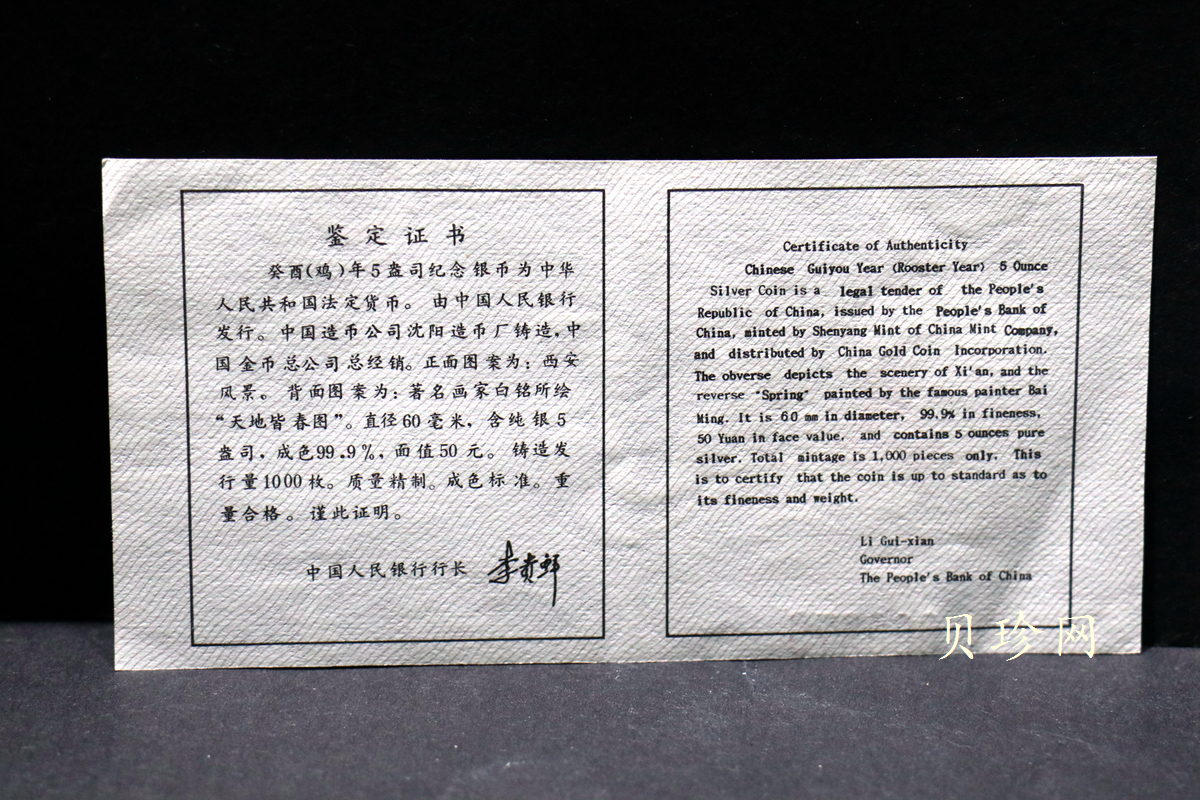 鉴定证书
癸酉(鸡)年5盎司纪念银币为中华
人民共和国法定货币。由中国人民银行
发行。中国造币公司沈阳造币厂铸造,中
国金币总公司总经销。正面图案为:西安
风景。背面图案为:著名画家白铭所绘
“天地皆春图”。直径60毫米,含纯银5
盎司,成色99.9%,面值50元。铸造发
行量1000枚。质量精制。成色标准。重
量合格。谨此证明。
中国人民银行行长 李贵鲜
Certificate of Authenticity
Chinese Guiyou Year (Rooster Year) 5 Ounce
Silver Coin is a legal tender of the People's
Republic of China, issued by the People's Bank of
China, minted by Shenyang Mint of China Mint Company,
and distributed by China Gold Coin Incorporation.
The obverse depicts the scenery of Xi'an, and the
reverse "Spring" painted by the famous painter Bai
Ming. It is 60 mm in diameter, 99.9% in fineness,
50 Yuan in face value, and contains 5 ounces pure
silver. Total mintage is 1,000 pieces only. This
is to certify that the coin is up to standard as to
its fineness and weight.
Li Gui-xian
Governor
The People's Bank of China
贝珍网